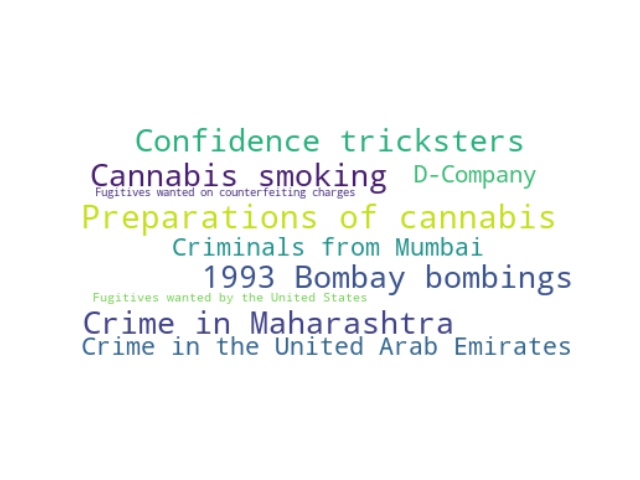 Confidence tricksters
Cannabis smoking D-Company
Fugitives wanted on counterfeiting charges
Preparations of cannabis
Criminals from Mumbai
1993 Bombay bombings
Fugitives wanted by the United States
Crime in Maharashtra
Crime in the United Arab Emirates